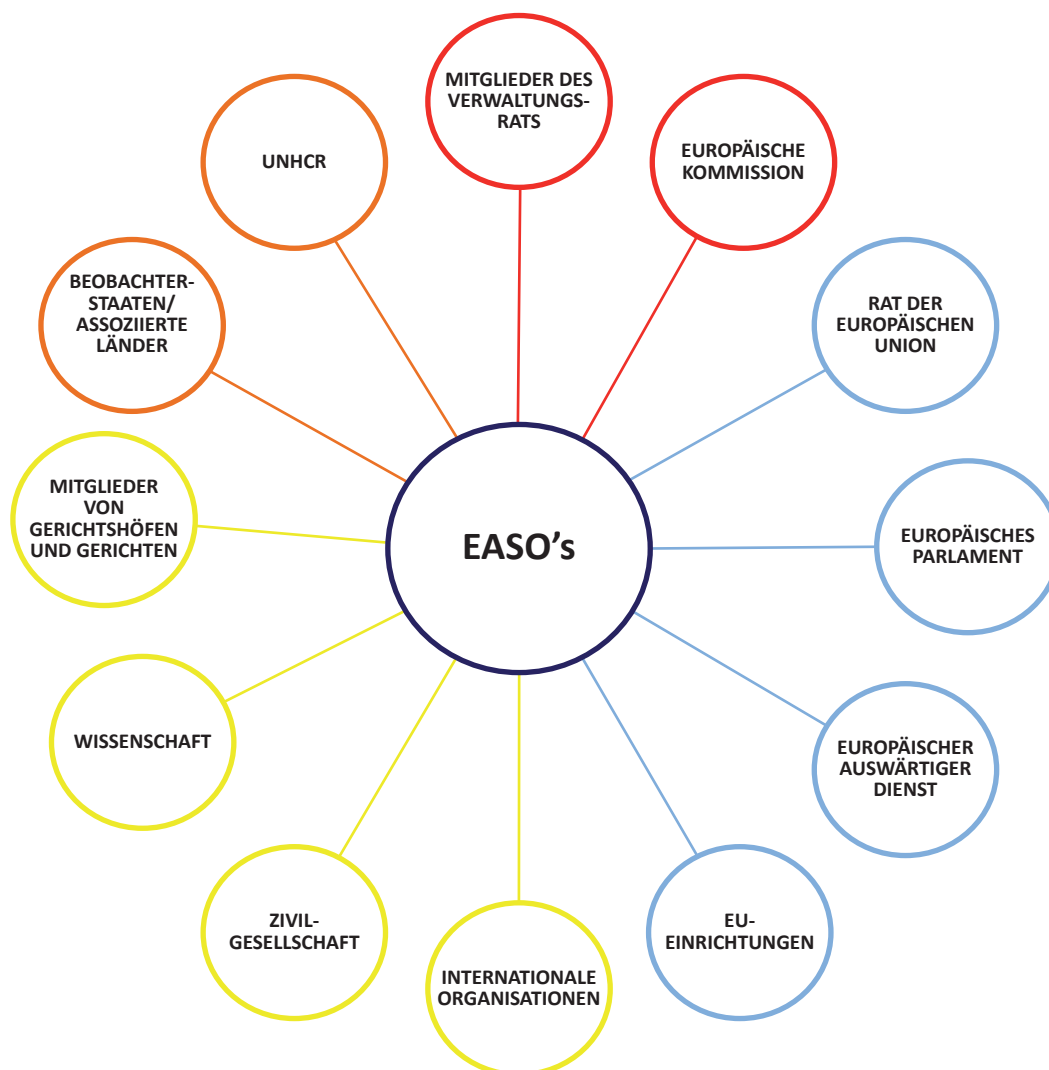 MITGLIEDER DES
VERWALTUNGS-
RATS
EUROPÄISCHE
KOMMISSION
RAT DER
EUROPÄISCHEN
UNION
EUROPÄISCHES
PARLAMENT
EUROPÄISCHER
AUSWÄRTIGER
DIENST
EU-
EINRICHTUNGEN
INTERNATIONALE
ORGANISATIONEN
ZIVIL-
GESELLSCHAFT
WISSENSCHAFT
MITGLIEDER
VON
GERICHTSHÖFEN
UND GERICHTEN
BEOBACHTER-
STAATEN/
ASSOZIIERTE
LÄNDER
UNHCR
EASO’s